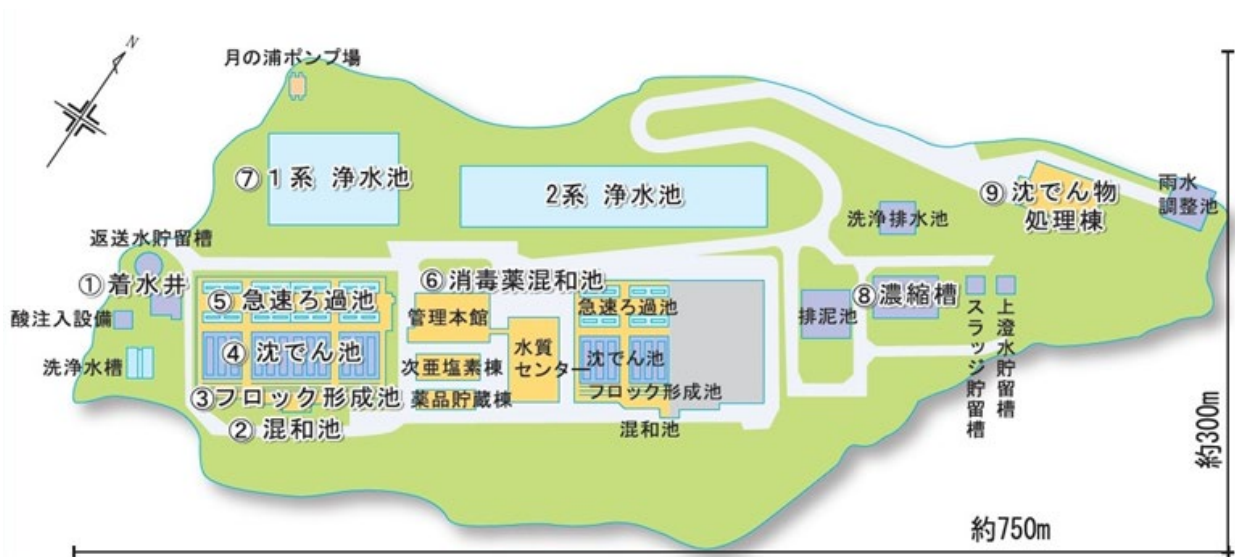 N
月の浦ポンプ場
⑦1系 浄水池
2系 浄水池
⑨沈でん物
処理棟
雨水
調整池
洗浄排水池
返送水貯留槽
①着水井
⑥消毒薬混和池
⑤急速ろ過池
急速ろ過池
酸注入設備
管理本館
排泥池
⑧濃縮槽
スラッジ貯留槽
上澄水貯留槽
④沈でん池
水質
センター
沈でん池
洗浄水槽
次亜塩素棟
③フロック形成池
薬品貯蔵棟
フロック形成池
②混和池
混和池
約300m
約750m